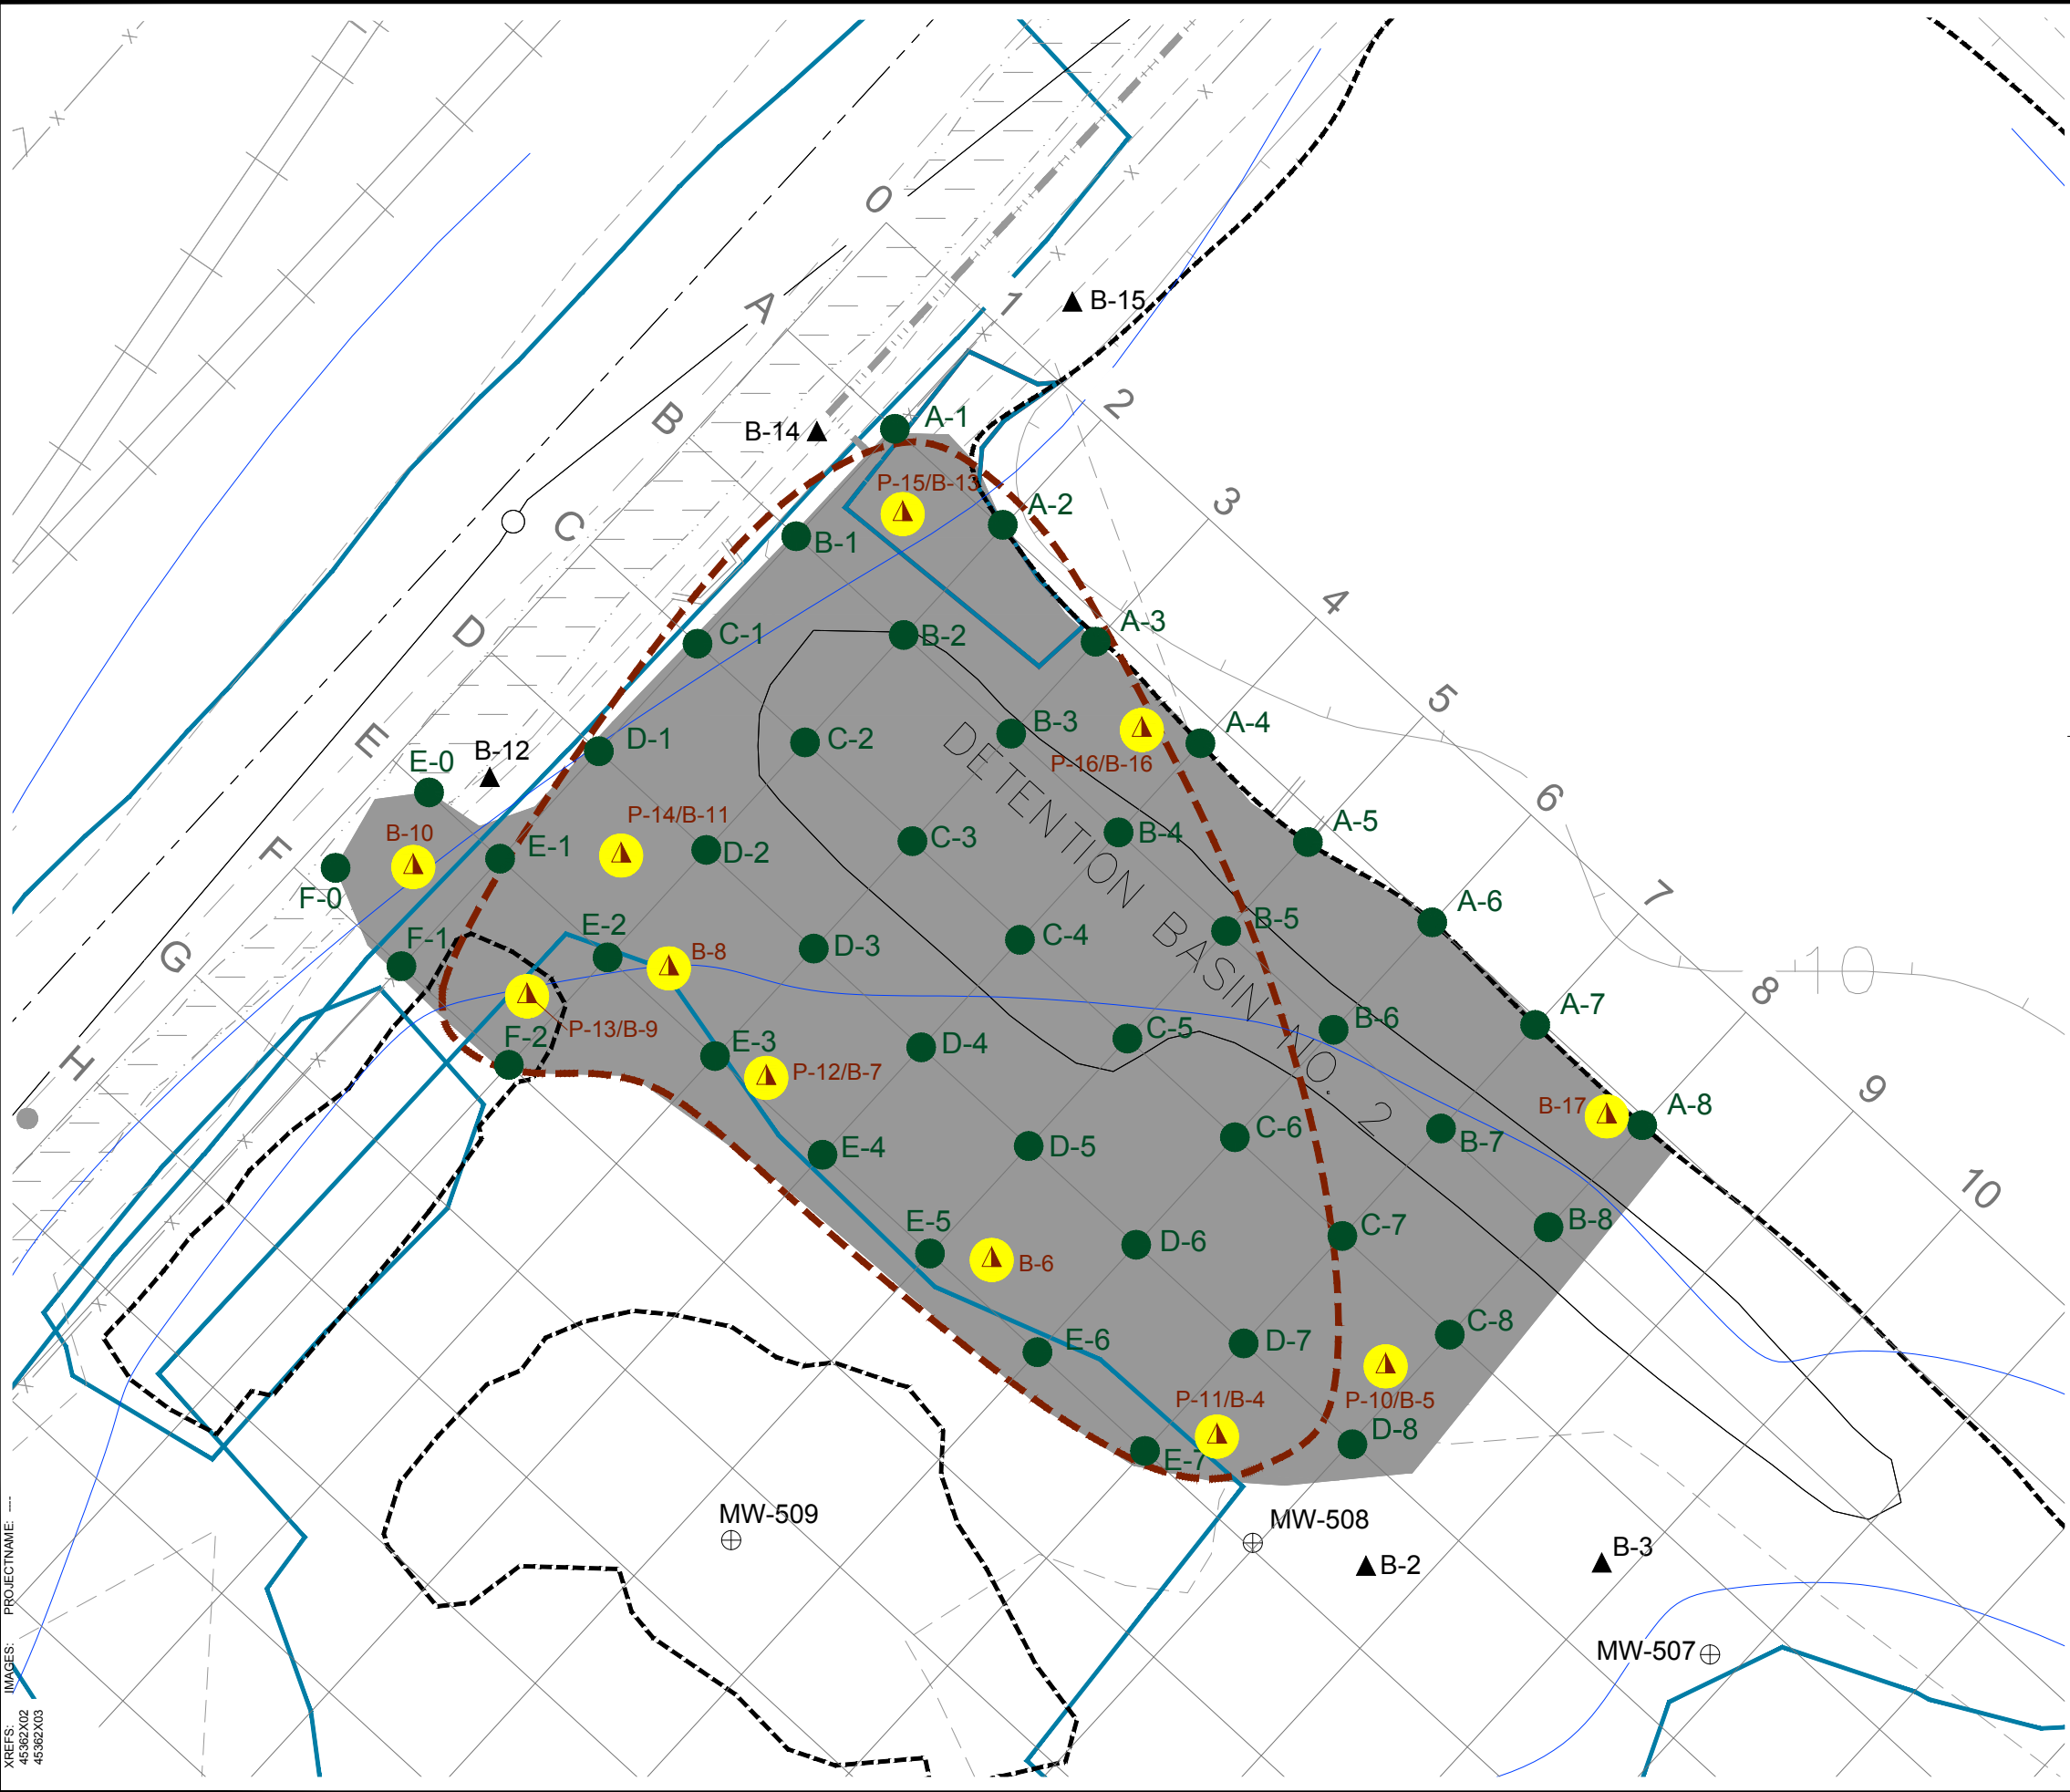 0
A
1
B-15
2
B
B-14
A-1
P-15/B-13
A-2
3
C
B-1
4
A-3
D
C-1
B-2
5
B-3
A-4
E
E-0
B-12
D-1
C-2
P-16/B-16
6
DETENTION BASIN NO. 2
B-10
P-14/B-11
E-1
D-2
C-3
B-4
A-5
F
F-0
7
A-6
E-2
B-5
F-1
D-3
C-4
B-8
G
10
8
A-7
P-13/B-9
F-2
E-3
D-4
C-5
B-6
H
P-12/B-7
9
B-17
A-8
E-4
D-5
C-6
B-7
10
E-5
D-6
C-7
B-8
B-6
E-6
D-7
C-8
P-11/B-4
P-10/B-5
E-7
D-8
MW-509
MW-508
B-2
B-3
MW-507
7
XREFS:
IMAGES:
PROJECTNAME: ----
45362X02
45362X03